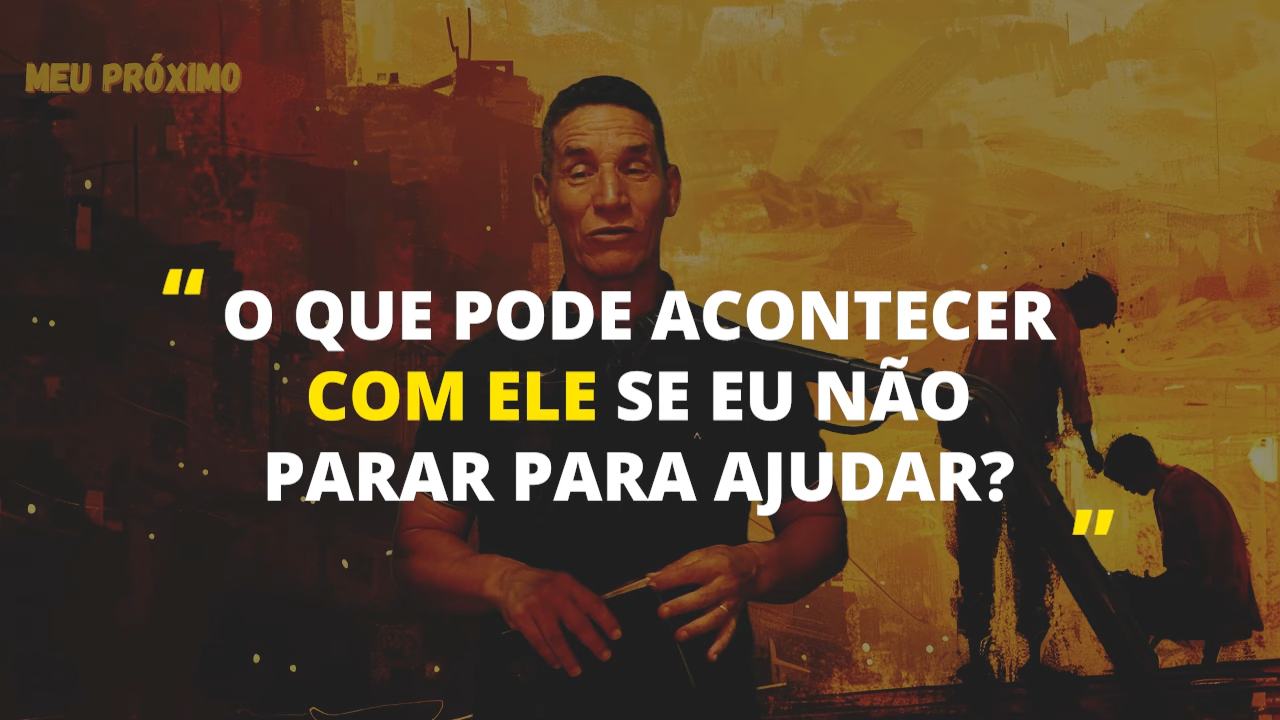 MEU PRÓXIMO
“ O QUE PODE ACONTECER
COM ELE SE EU NÃO
PARAR PARA AJUDAR? ”